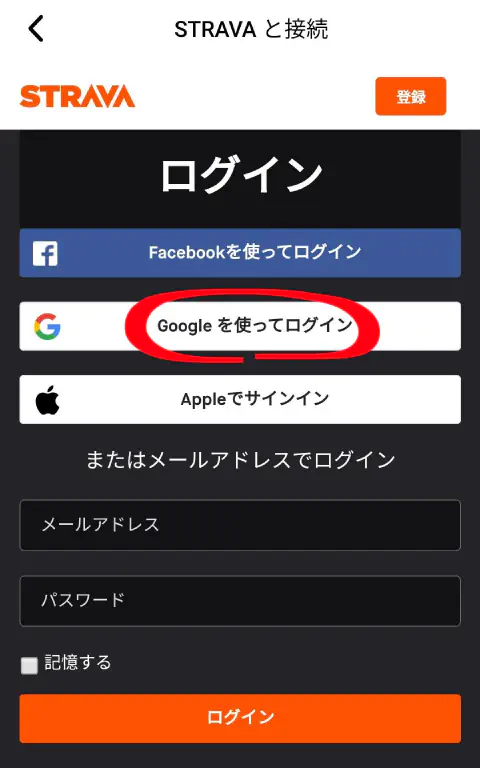 STRAVA と接続
STRAVA
登録
ログイン
Facebookを使ってログイン
Google を使ってログイン
Appleでサインイン
またはメールアドレスでログイン
メールアドレス
パスワード
記憶する
ログイン